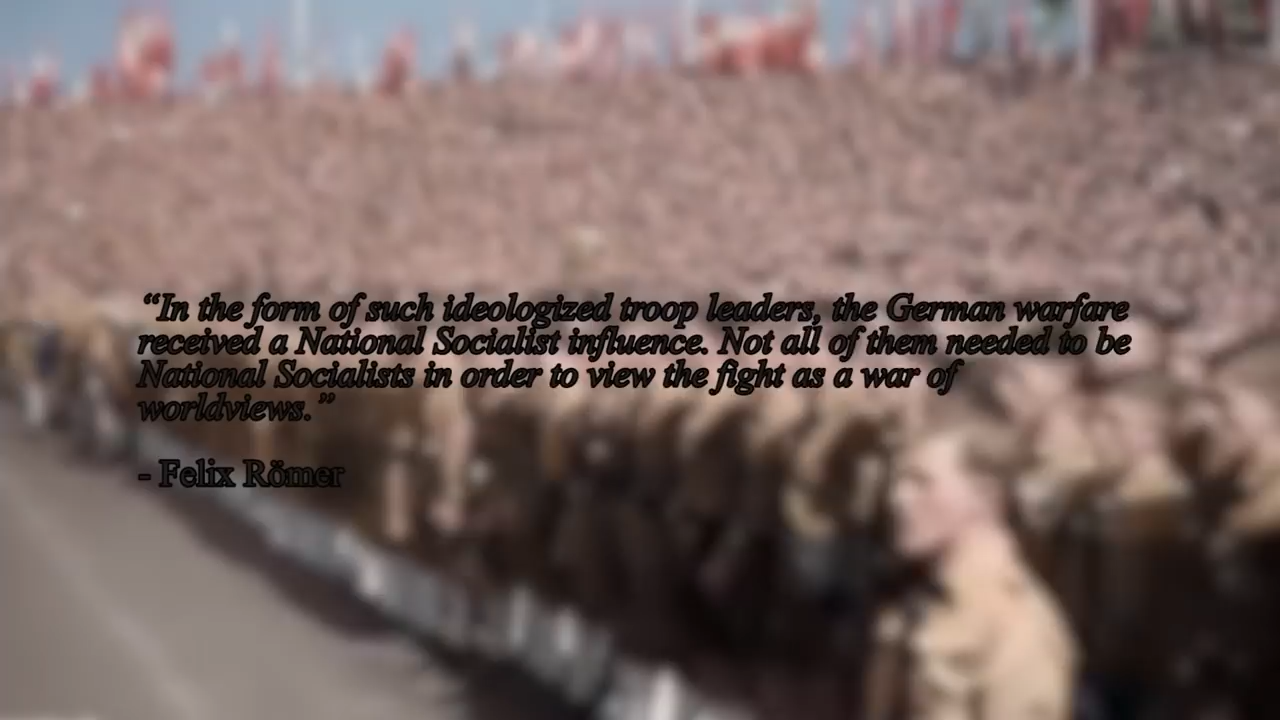 “In the form of such ideologized troop leaders, the German warfare
received a National Socialist influence. Not all of them needed to be
National Socialists in order to view the fight as a war of
worldviews.”
- Felix Römer